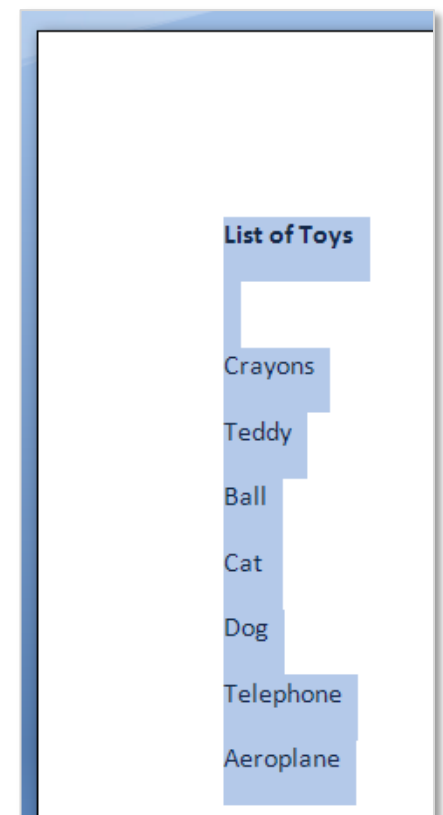 List of Toys
Crayons
Teddy
Ball
Cat
Dog
Telephone
Aeroplane